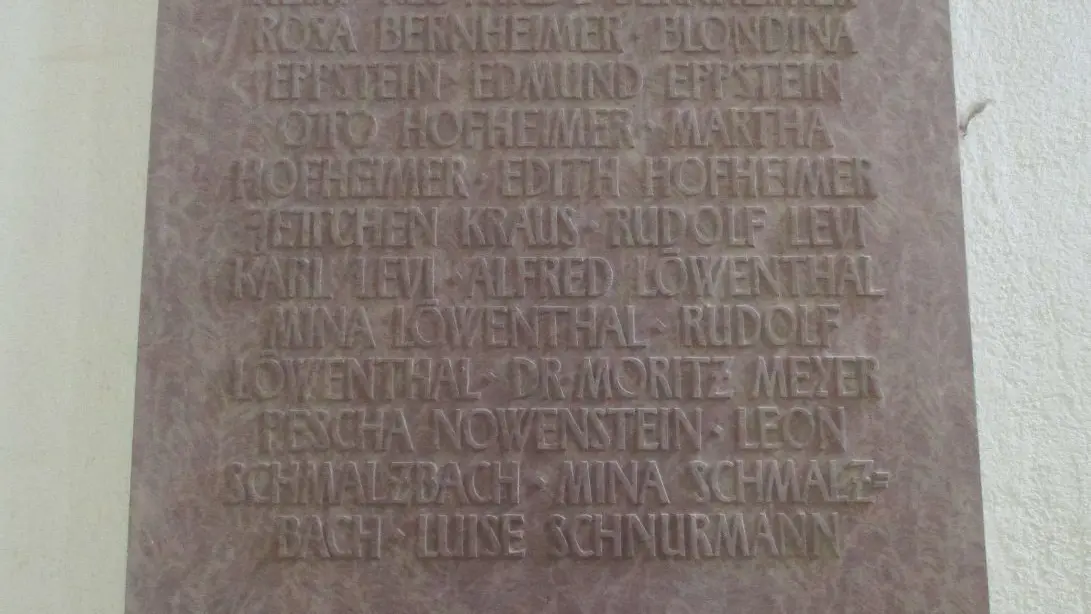 ROSA BERNHEIMER · BLONDINA
EPPSTEIN · EDMUND EPPSTEIN
OTTO HOFHEIMER · MARTHA
HOFHEIMER · EDITH HOFHEIMER
JETTCHEN KRAUS · RUDOLF LEVI
KARL LEVI · ALFRED LÖWENTHAL
MINA LÖWENTHAL · RUDOLF
LÖWENTHAL · DR·MORITZ MEYER
PESCHA NOWENSTEIN · LEON
SCHMALZBACH · MINA SCHMALZ=
BACH · LUISE SCHNURMANN